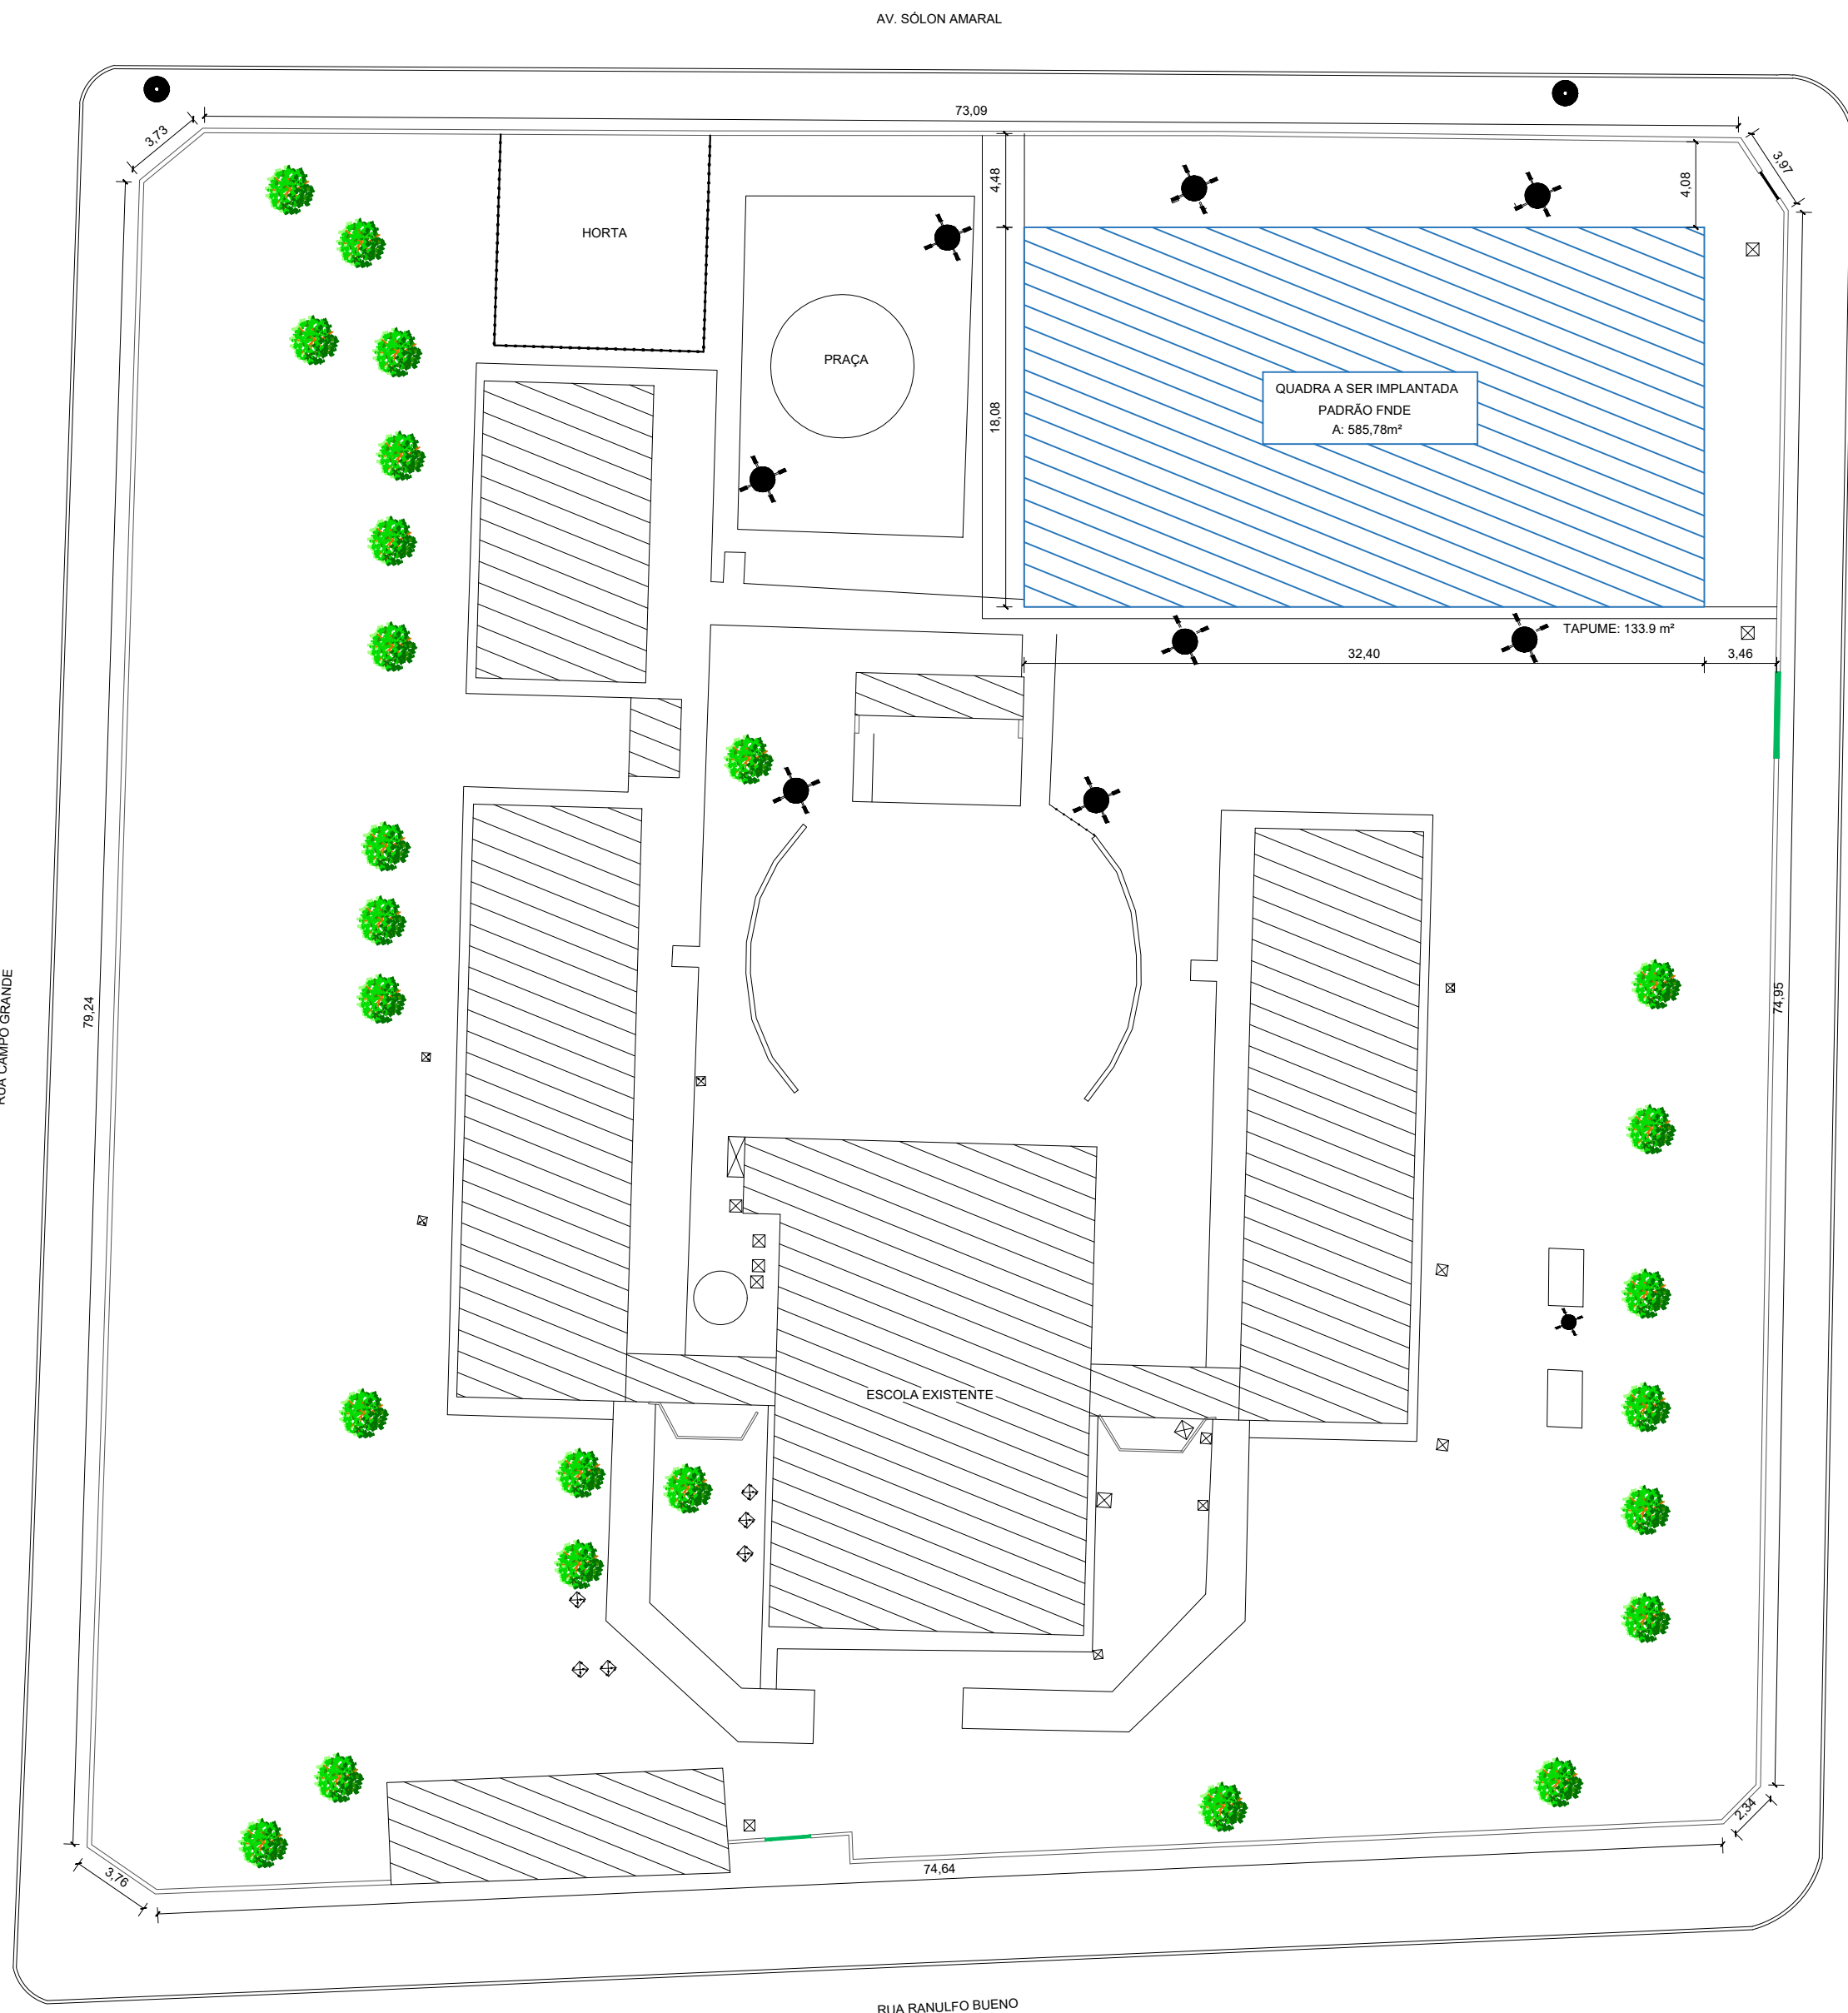 AV. SÓLON AMARAL
73,09
3,73
3,97
4,48
4,08
HORTA
PRAÇA
QUADRA A SER IMPLANTADA
PADRÃO FNDE
A: 585,78m²
18,08
TAPUME: 133.9 m²
32,40
3,46
79,24
74,95
RUA CAMPO GRANDE
ESCOLA EXISTENTE
2,34
74,64
3,76
RUA RANULFO BUENO